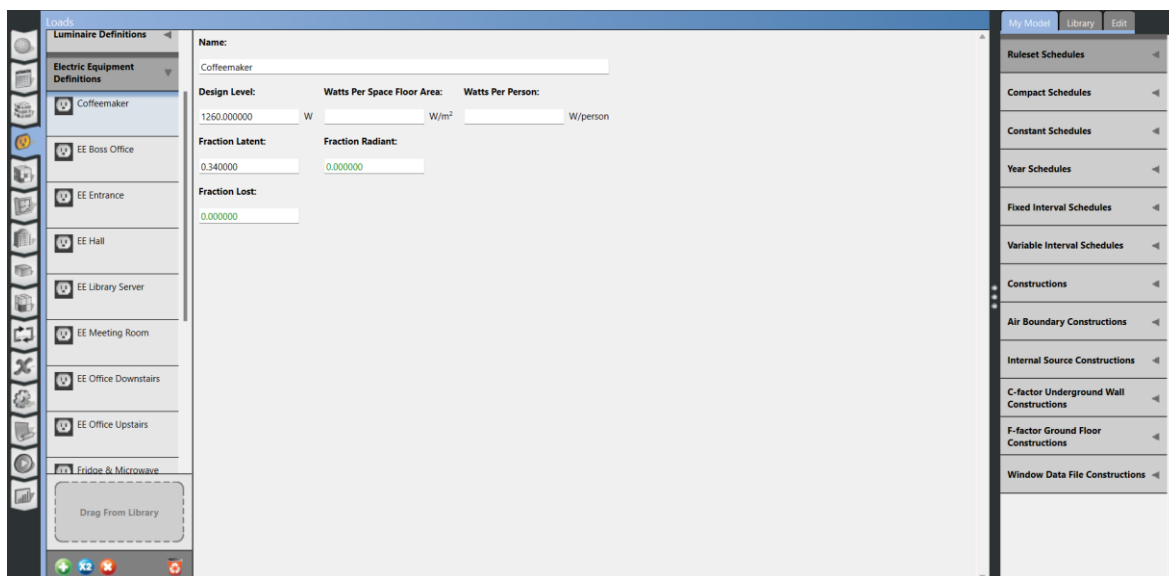 Loads
Luminaire Definitions
Electric Equipment
Definitions
Coffeemaker
EE Boss Office
EE Entrance
EE Hall
EE Library Server
EE Meeting Room
EE Office Downstairs
EE Office Upstairs
Fridge & Microwave
Drag From Library
X2
Name:
Coffeemaker
Design Level: Watts Per Space Floor Area: Watts Per Person:
1260.000000 W W/m² W/person
Fraction Latent: Fraction Radiant:
0.340000 0.000000
Fraction Lost:
0.000000
My Model Library Edit
Ruleset Schedules
Compact Schedules
Constant Schedules
Year Schedules
Fixed Interval Schedules
Variable Interval Schedules
Constructions
Air Boundary Constructions
Internal Source Constructions
C-factor Underground Wall
Constructions
F-factor Ground Floor
Constructions
Window Data File Constructions